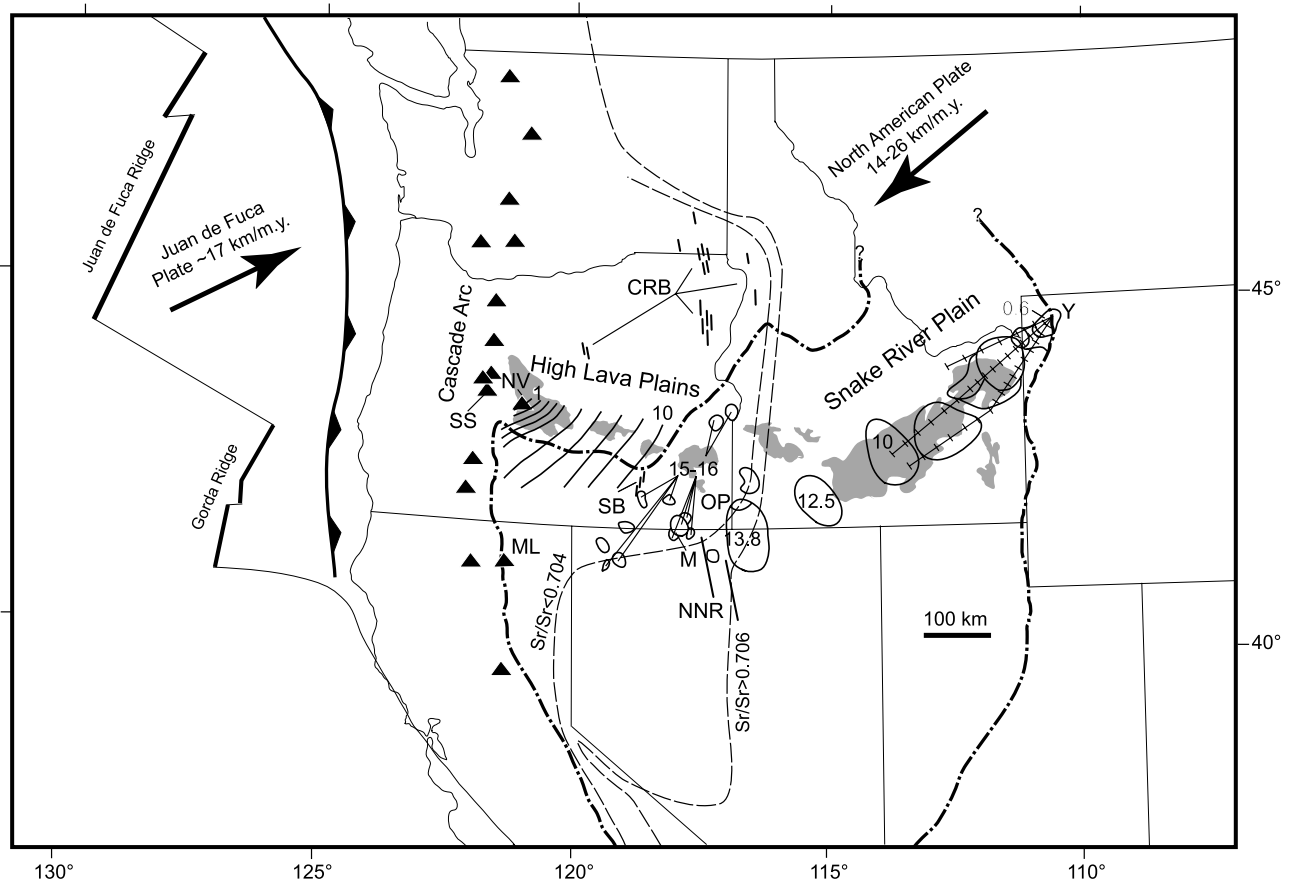 North American Plate
14-26 km/m.y.
Juan de Fuca Ridge
Juan de Fuca
Plate ~17 km/m.y.
?
?
45°
CRB
Cascade Arc
0.6
Y
Snake River Plain
High Lava Plains
NV
1
SS
10
10
15-16
SB
OP
12.5
Gorda Ridge
13.8
ML
M
Sr/Sr<0.704
NNR
100 km
Sr/Sr>0.706
40°
130°
125°
120°
115°
110°